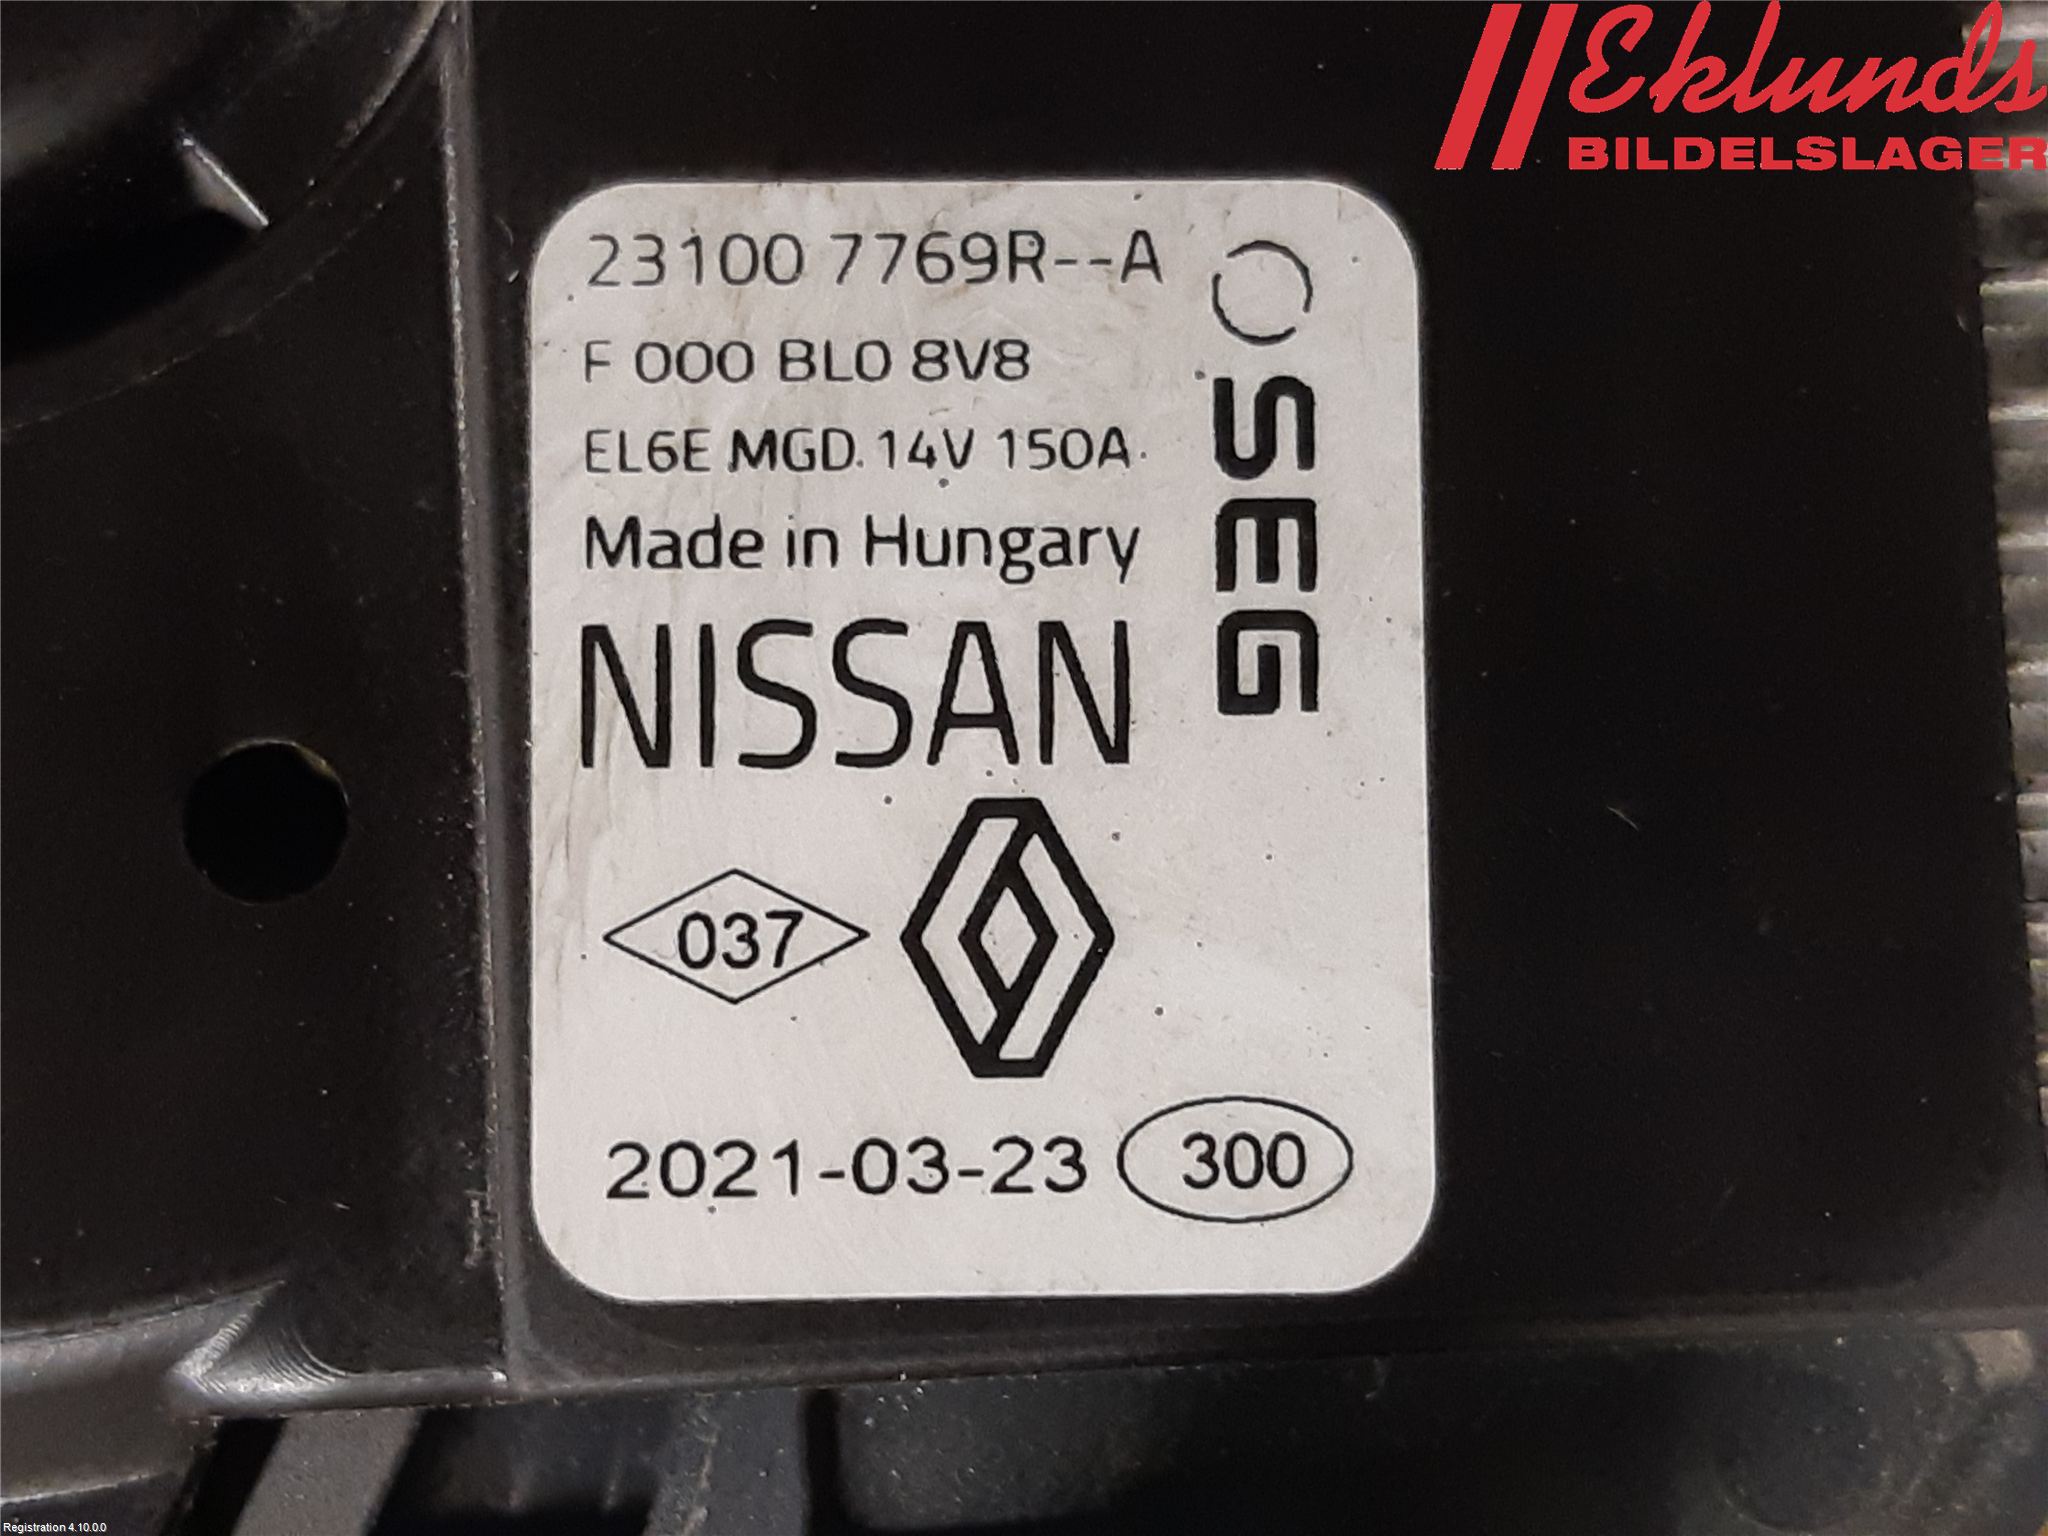 Eklunds
BILDELSLAGER
23100 7769R--A
F 000 BL0 8V8
EL6E MGD 14V 150A
Made in Hungary
NISSAN
SEG
037
2021-03-23
300
Registration 4.10.0.0